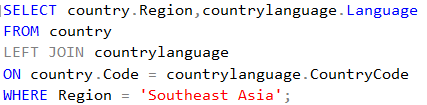 SELECT country.Region,countrylanguage.Language
FROM country
LEFT JOIN countrylanguage
ON country.Code = countrylanguage.CountryCode
WHERE Region = 'Southeast Asia';